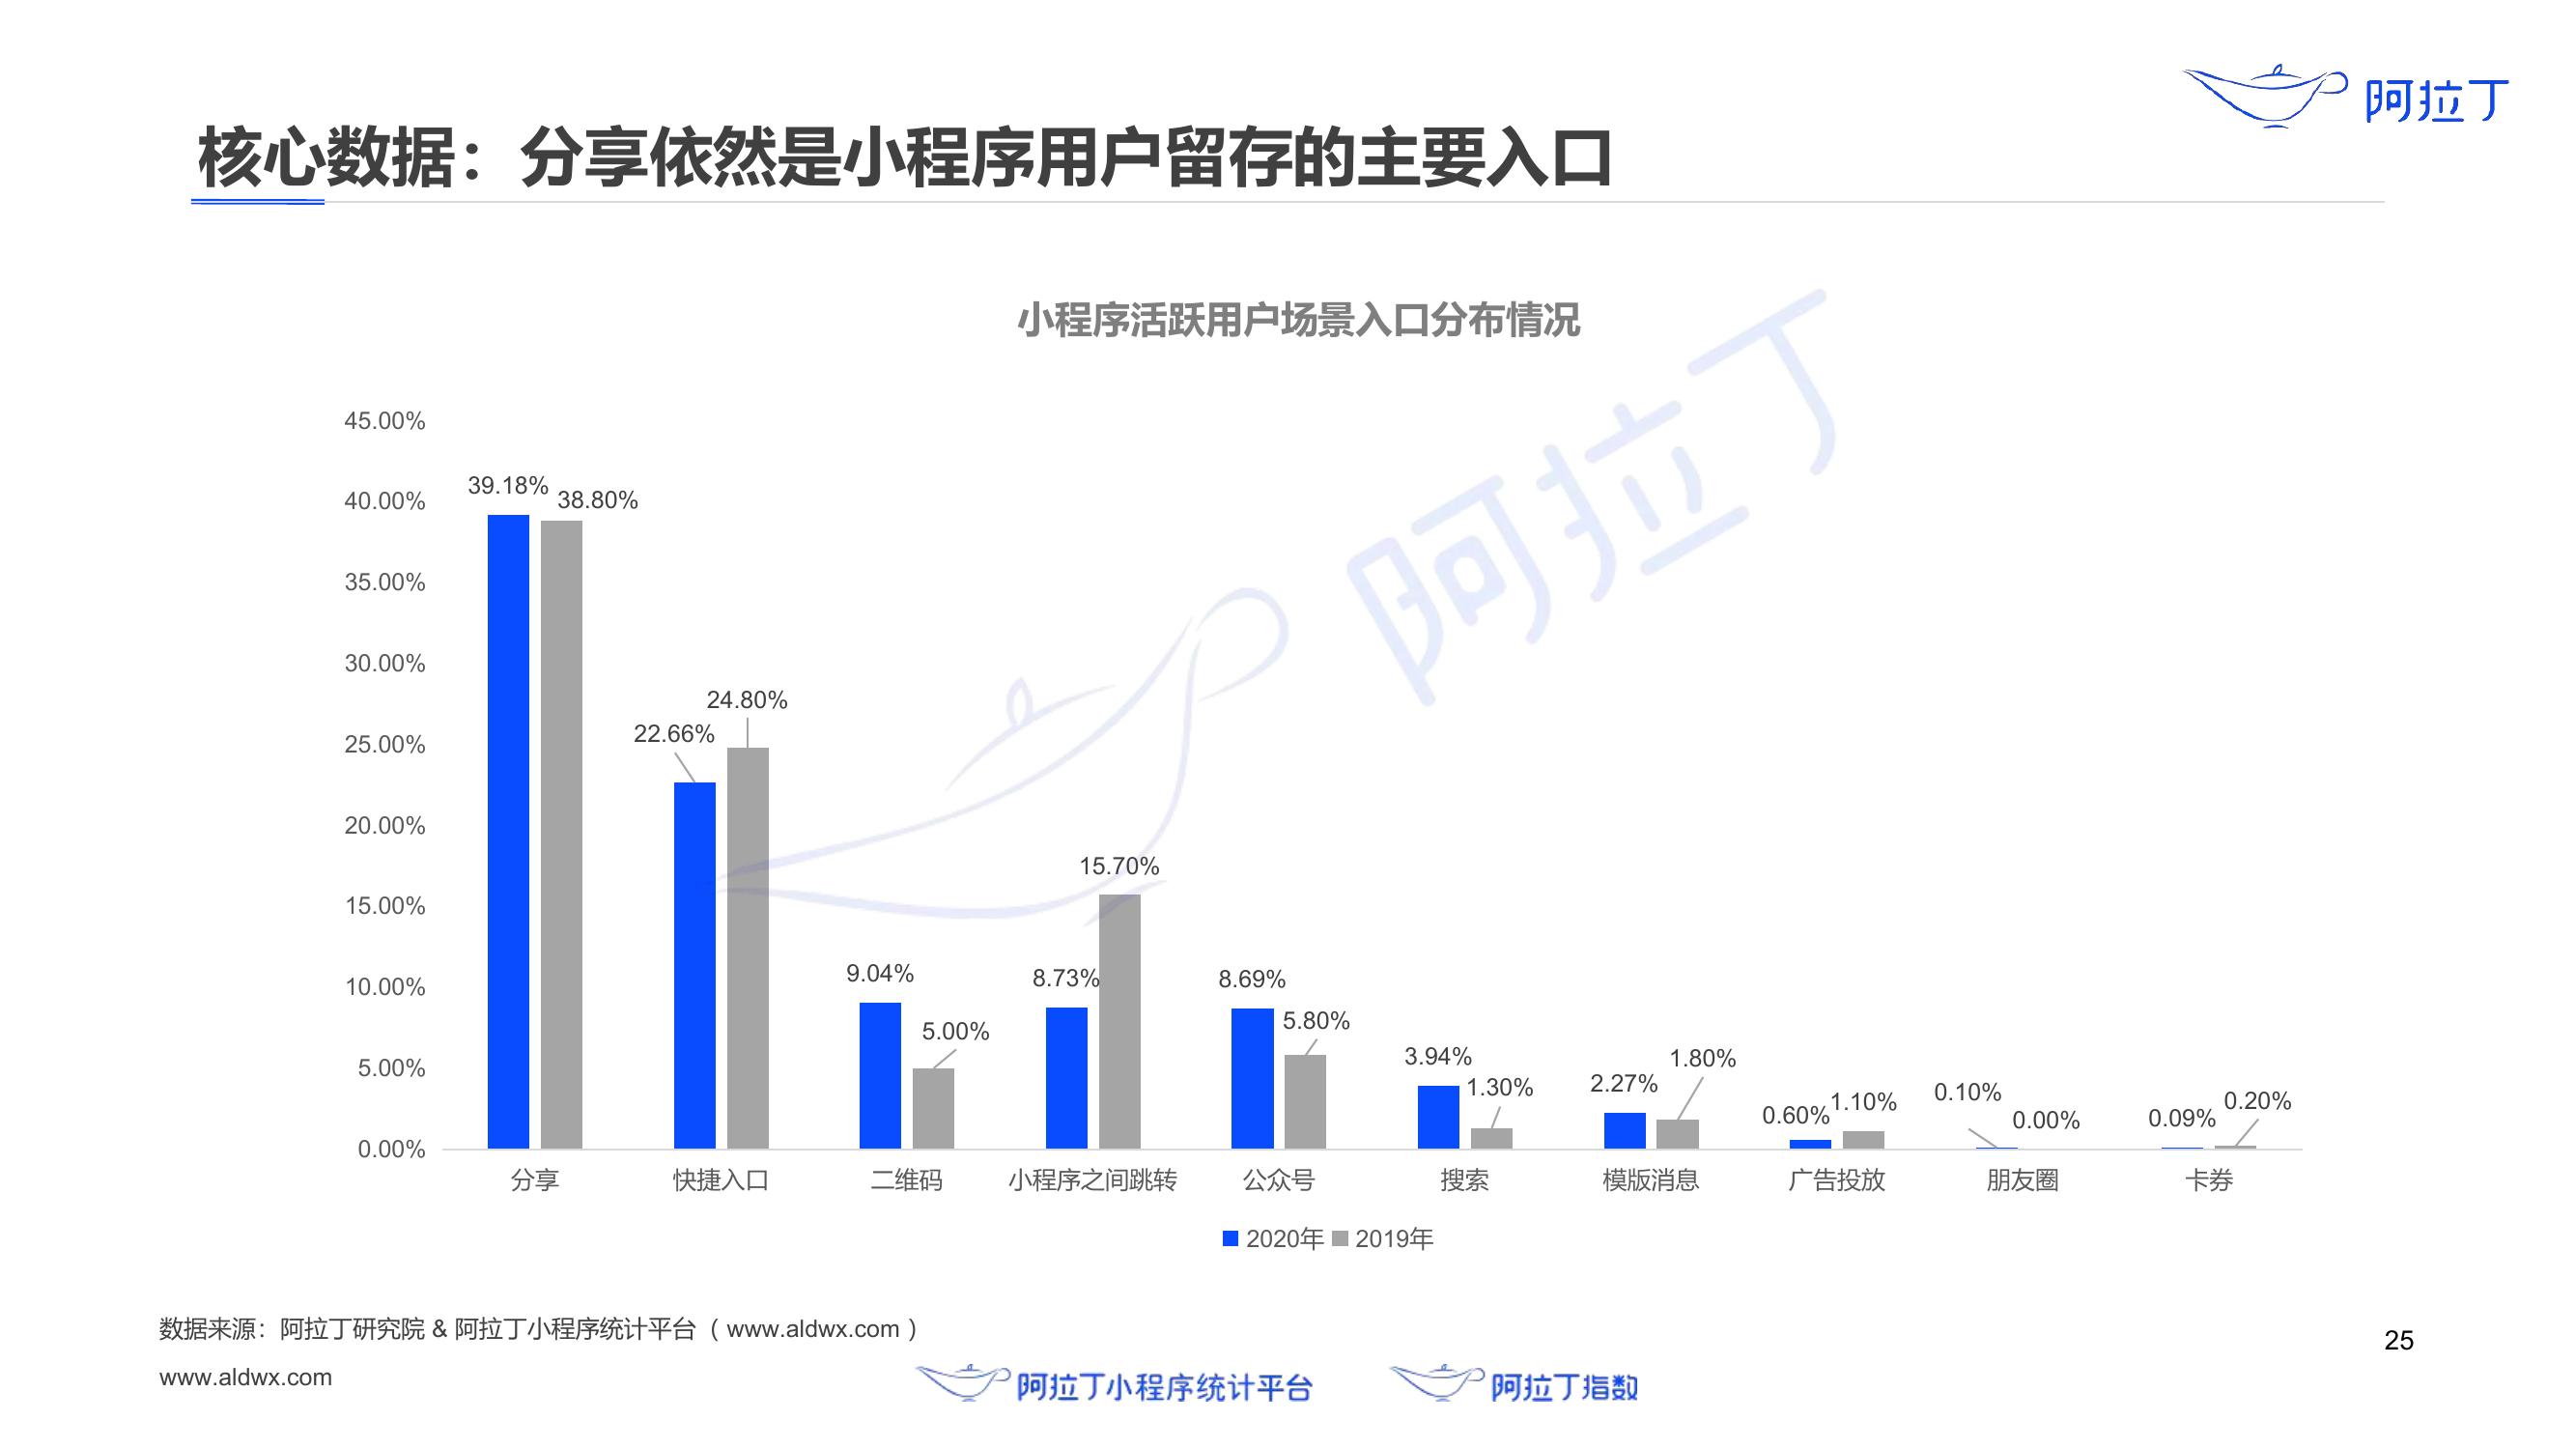 阿拉丁
核心数据：分享依然是小程序用户留存的主要入口
小程序活跃用户场景入口分布情况
阿拉丁
45.00%
40.00%
35.00%
30.00%
25.00%
20.00%
15.00%
10.00%
5.00%
0.00%
39.18% 38.80%
22.66% 24.80%
9.04% 5.00%
8.73% 15.70%
8.69% 5.80%
3.94% 1.30%
2.27% 1.80%
0.60% 1.10%
0.10% 0.00%
0.09% 0.20%
分享 快捷入口 二维码 小程序之间跳转 公众号 搜索 模版消息 广告投放 朋友圈 卡券
2020年 2019年
数据来源：阿拉丁研究院 & 阿拉丁小程序统计平台（www.aldwx.com）
25
www.aldwx.com
阿拉丁小程序统计平台 阿拉丁指数